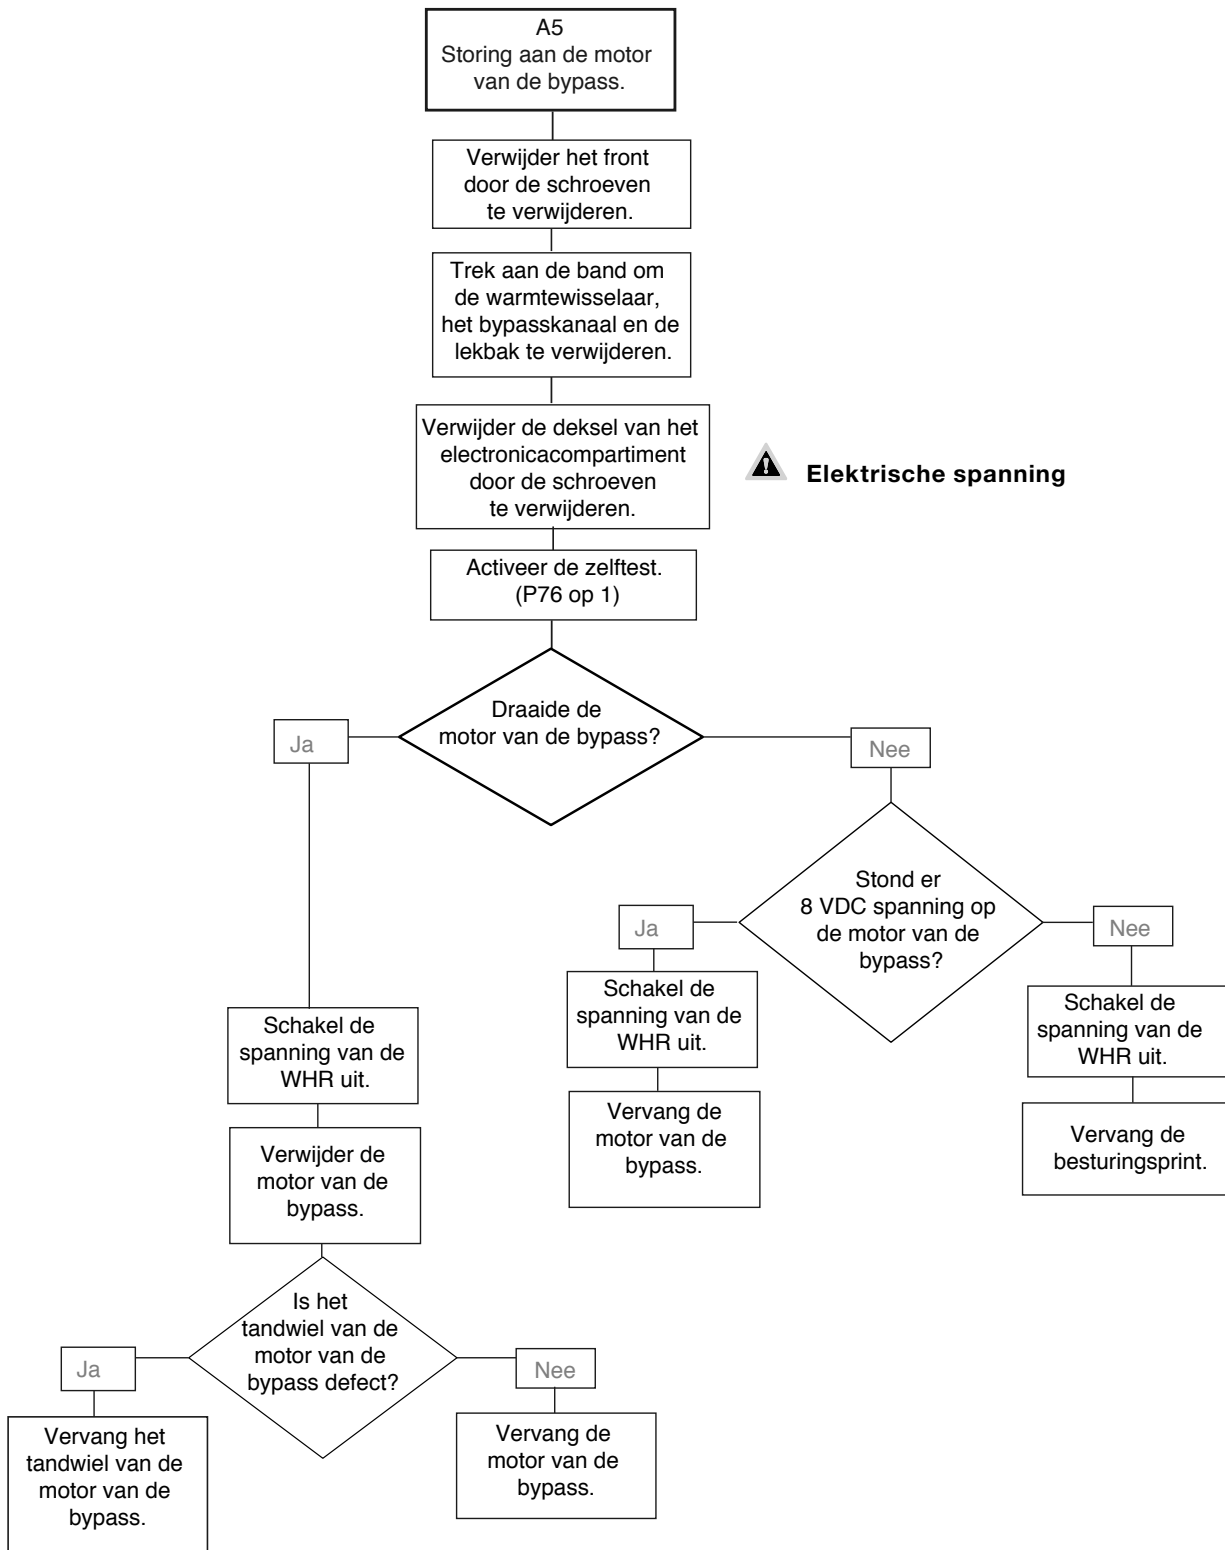 A5
Storing aan de motor
van de bypass.
Verwijder het front
door de schroeven
te verwijderen.
Trek aan de band om
de warmtewisselaar,
het bypasskanaal en de
lekbak te verwijderen.
Verwijder de deksel van het
electronicacompartiment
door de schroeven
te verwijderen.
Elektrische spanning
Activeer de zelftest.
(P76 op 1)
Draaide de
motor van de bypass?
Ja
Nee
Stond er
8 VDC spanning op
de motor van de
bypass?
Ja
Nee
Schakel de
spanning van de
WHR uit.
Schakel de
spanning van de
WHR uit.
Schakel de
spanning van de
WHR uit.
Vervang de
motor van de
bypass.
Vervang de
besturingsprint.
Verwijder de
motor van de
bypass.
Is het
tandwiel van de
motor van de
bypass defect?
Ja
Nee
Vervang het
tandwiel van de
motor van de
bypass.
Vervang de
motor van de
bypass.